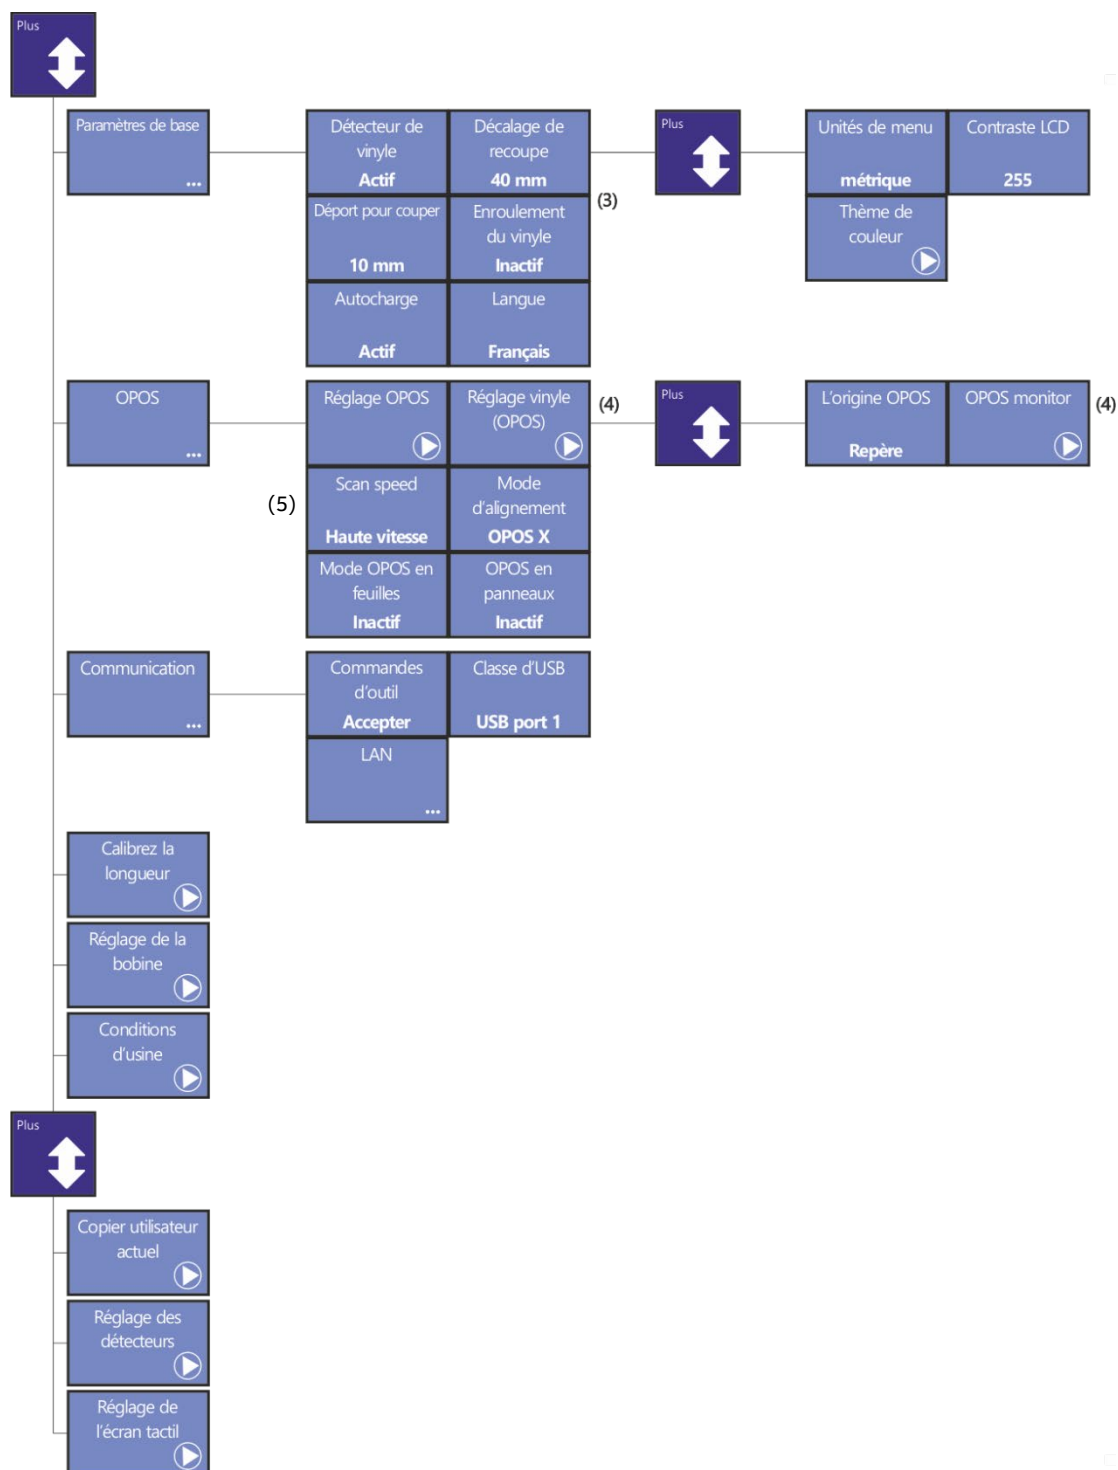 Plus
Paramètres de base
...
Détecteur de
vinyle
Actif
Décalage de
recoupe
40 mm
Plus
Unités de menu
métrique
Contraste LCD
255
Déport pour couper
10 mm
Enroulement
du vinyle
Inactif
(3)
Thème de
couleur
Autocharge
Actif
Langue
Français
OPOS
...
Réglage OPOS
Réglage vinyle
(OPOS)
(4)
Plus
L'origine OPOS
Repère
OPOS monitor
(4)
(5)
Scan speed
Haute vitesse
Mode
d'alignement
OPOS X
Mode OPOS en
feuilles
Inactif
OPOS en
panneaux
Inactif
Communication
...
Commandes
d'outil
Accepter
Classe d'USB
USB port 1
LAN
...
Calibrez la
longueur
Réglage de la
bobine
Conditions
d'usine
Plus
Copier utilisateur
actuel
Réglage des
détecteurs
Réglage de
l'écran tactil